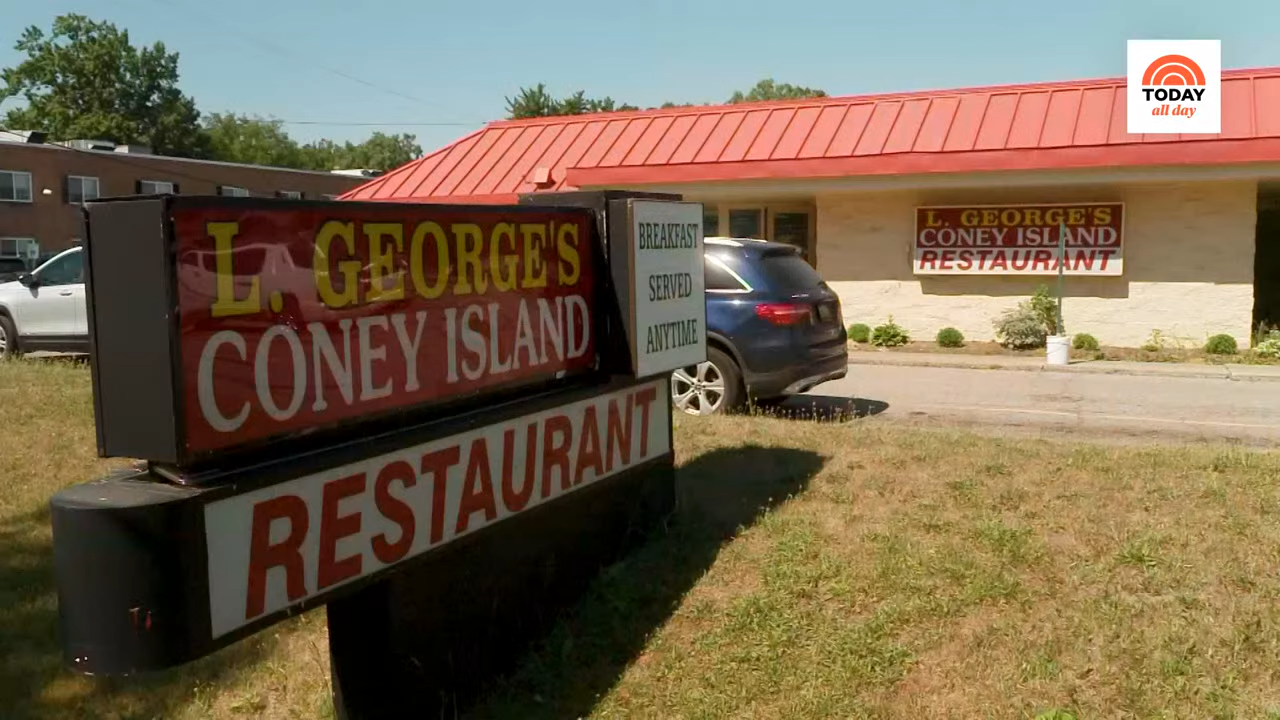 TODAY
all day
L. GEORGE'S
CONEY ISLAND
RESTAURANT
BREAKFAST
SERVED
ANYTIME
L. GEORGE'S
CONEY ISLAND
RESTAURANT